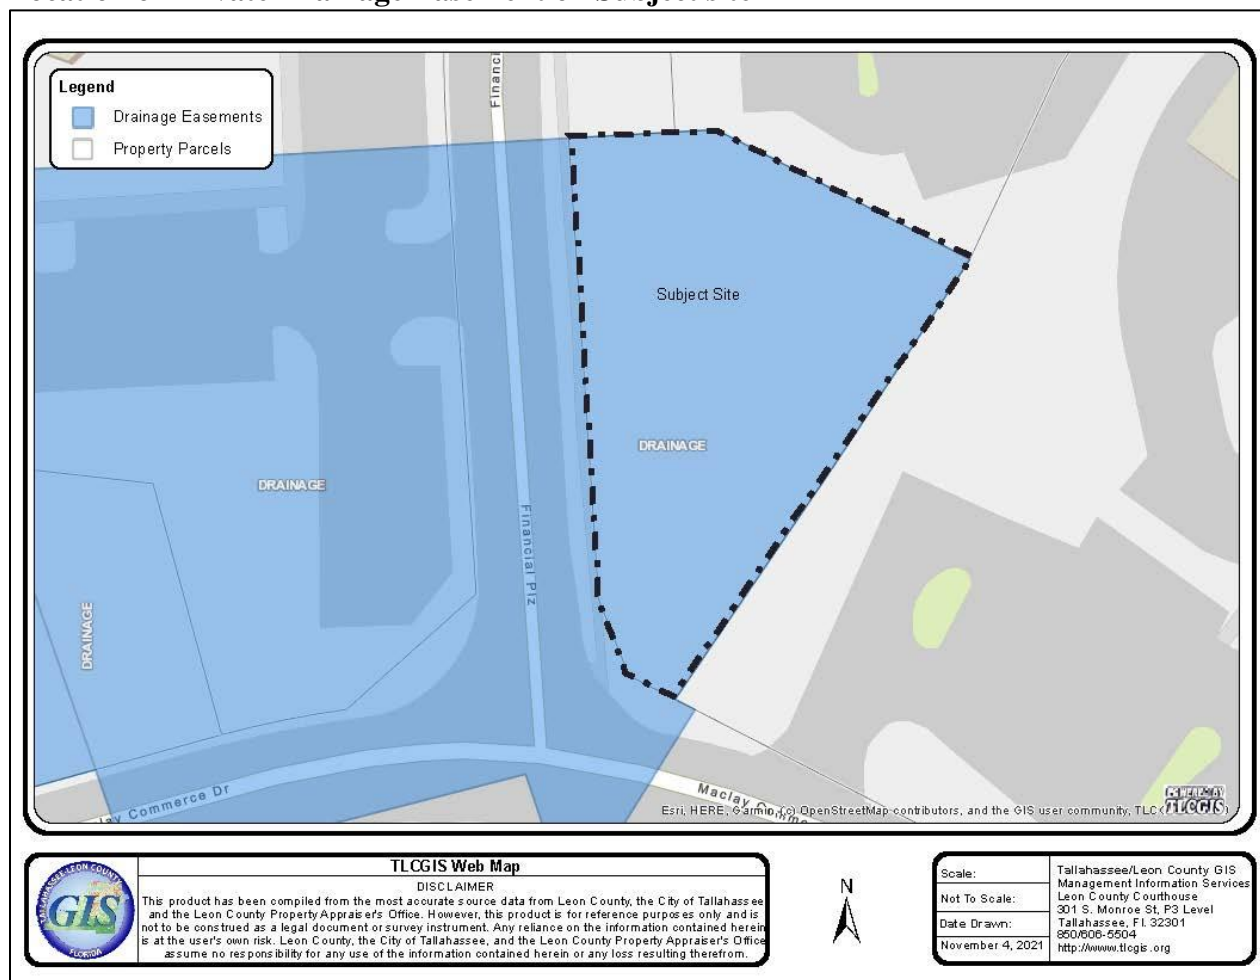 Legend
Drainage Easements
Property Parcels
Financi
Subject Site
DRAINAGE
DRAINAGE
Financial Plz
DRAINAGE
Commerce Dr
Maclay
Esri, HERE, Garmin, (c) OpenStreetMap contributors, and the GIS user community, TLC
POWERED BY
TLCGIS
TALLAHASSEE-LEON COUNTY
GIS
FLORIDA
TLCGIS Web Map
DISCLAIMER
This product has been compiled from the most accurate source data from Leon County, the City of Tallahassee
and the Leon County Property Appraiser's Office. However, this product is for reference purposes only and is
not to be construed as a legal document or survey instrument. Any reliance on the information contained herein
is at the user's own risk. Leon County, the City of Tallahassee, and the Leon County Property Appraiser's Office
assume no responsibility for any use of the information contained herein or any loss resulting therefrom.
N
Scale:
Not To Scale:
Date Drawn:
November 4, 2021
Tallahassee/Leon County GIS
Management Information Services
Leon County Courthouse
301 S. Monroe St, P3 Level
Tallahassee, Fl. 32301
850/606-5504
http://www.tlcgis.org